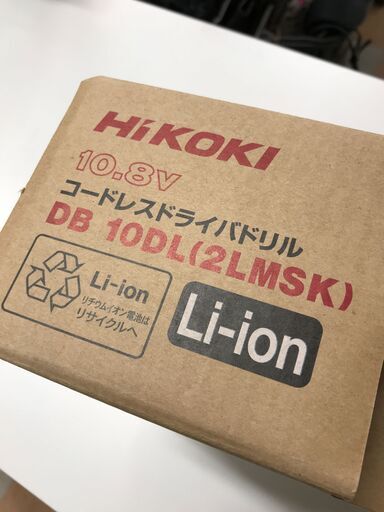 HiKOKI
10.8V
コードレスドライバドリル
DB 10DL(2LMSK)
Li-ion
リチウムイオン電池は
リサイクルへ
Li-ion